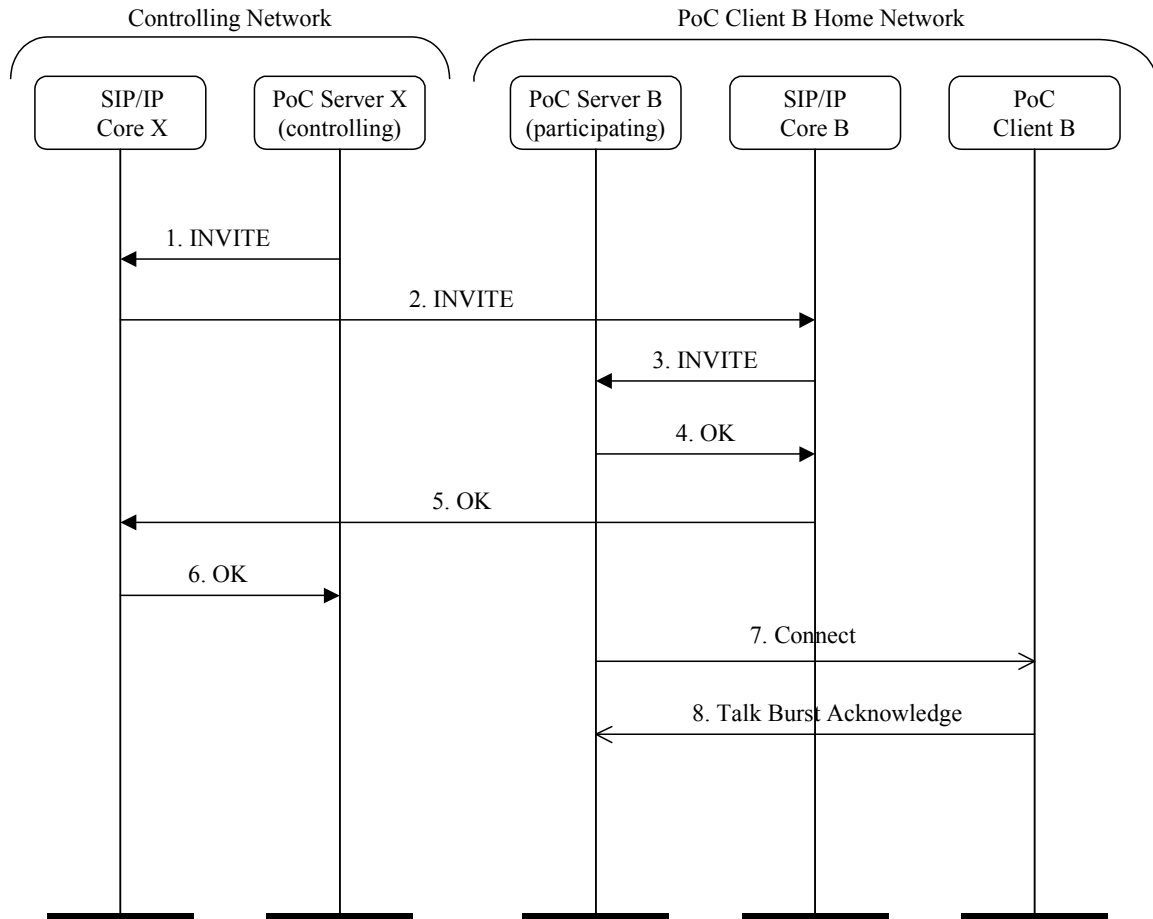 Controlling Network
PoC Client B Home Network
SIP/IP
Core X
PoC Server X
(controlling)
PoC Server B
(participating)
SIP/IP
Core B
PoC
Client B
1. INVITE
2. INVITE
3. INVITE
4. OK
5. OK
6. OK
7. Connect
8. Talk Burst Acknowledge